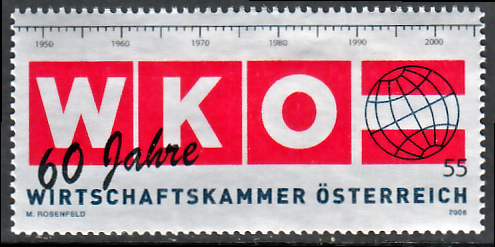 1950 1960 1970 1980 1990 2000
WKO
60 Jahre
55
WIRTSCHAFTSKAMMER ÖSTERREICH
M. ROSENFELD 2006